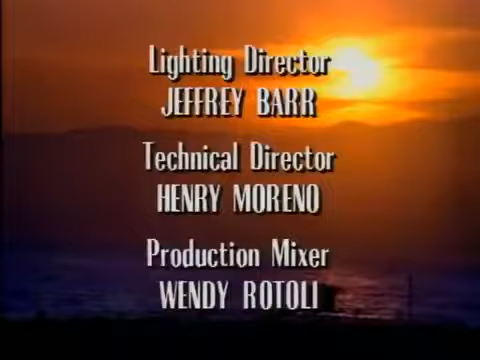 Lighting Director
JEFFREY BARR
Technical Director
HENRY MORENO
Production Mixer
WENDY ROTOLI